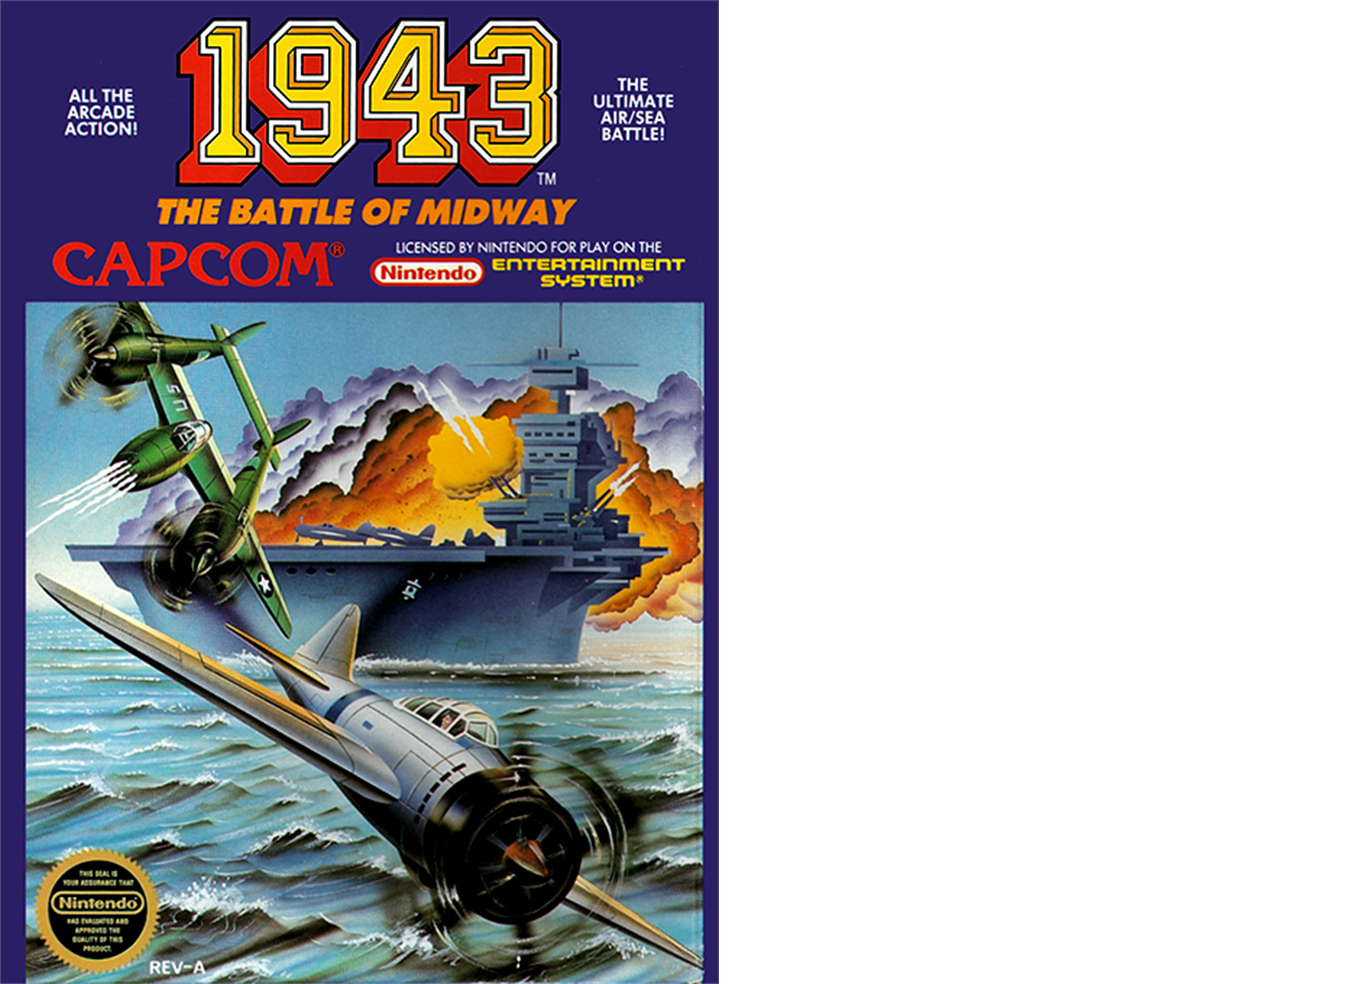 1943
TM
ALL THE
ARCADE
ACTION!
THE
ULTIMATE
AIR/SEA
BATTLE!
THE BATTLE OF MIDWAY
CAPCOM®
LICENSED BY NINTENDO FOR PLAY ON THE
Nintendo
ENTERTAINMENT
SYSTEM®
THIS SEAL IS
YOUR ASSURANCE THAT
Nintendo
HAS EVALUATED AND
APPROVED THE
QUALITY OF THIS
PRODUCT.
REV-A